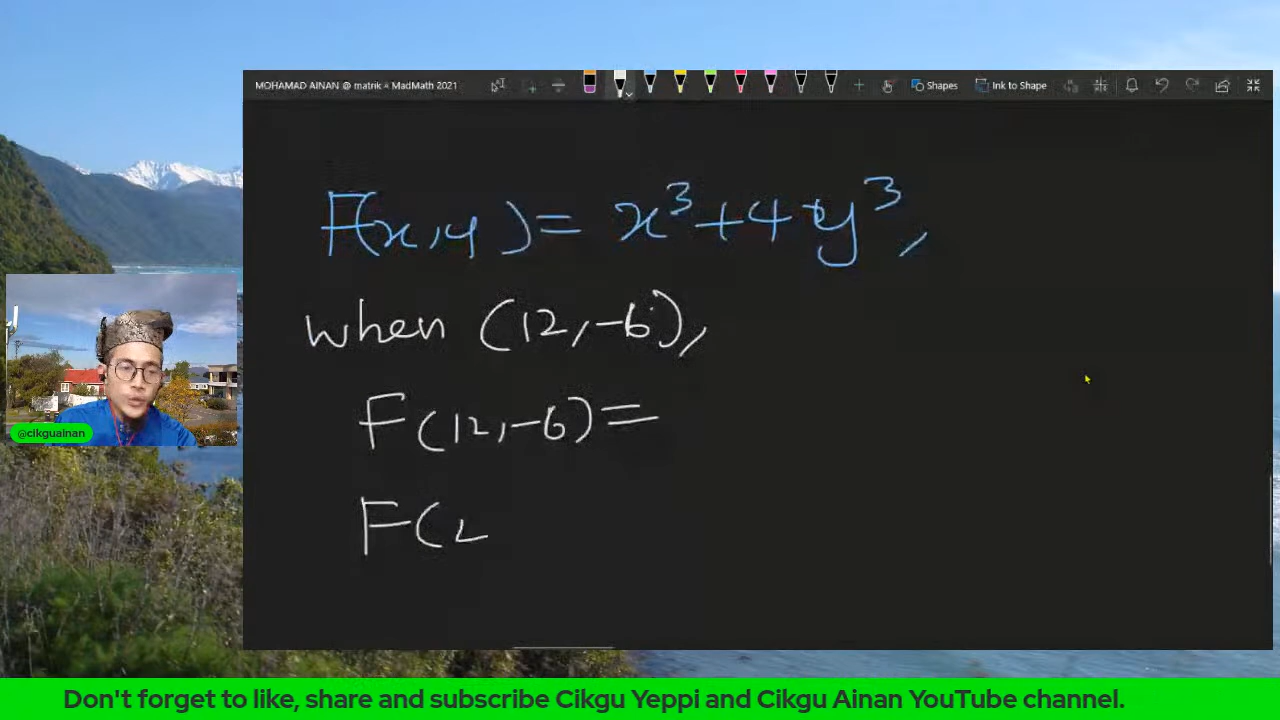 MOHAMAD AINAN @ matrik 4 MadMath 2021
Shapes
Ink to Shape
F(x,y)= x³+4y³,
when (12,-6),
F(12,-6)=
F(
@cikguainan
Don't forget to like, share and subscribe Cikgu Yeppi and Cikgu Ainan YouTube channel.